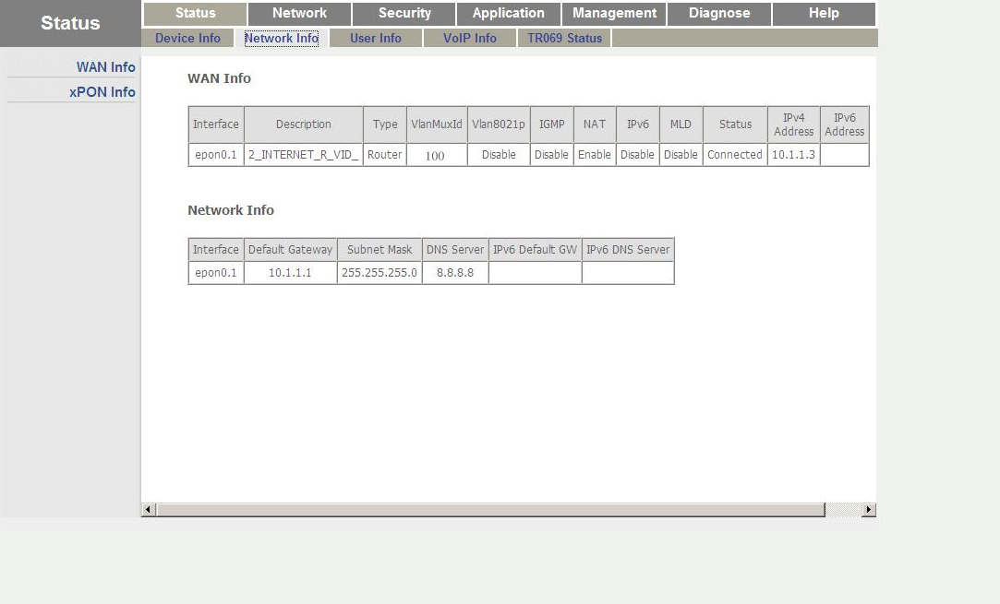 Status
Status Network Security Application Management Diagnose Help
Device Info Network Info User Info VoIP Info TR069 Status
WAN Info
xPON Info
WAN Info
Interface Description Type VlanMuxId Vlan8021p IGMP NAT IPv6 MLD Status IPv4 Address IPv6 Address
epon0.1 2_INTERNET_R_VID_ Router 100 Disable Disable Enable Disable Disable Connected 10.1.1.3
Network Info
Interface Default Gateway Subnet Mask DNS Server IPv6 Default GW IPv6 DNS Server
epon0.1 10.1.1.1 255.255.255.0 8.8.8.8